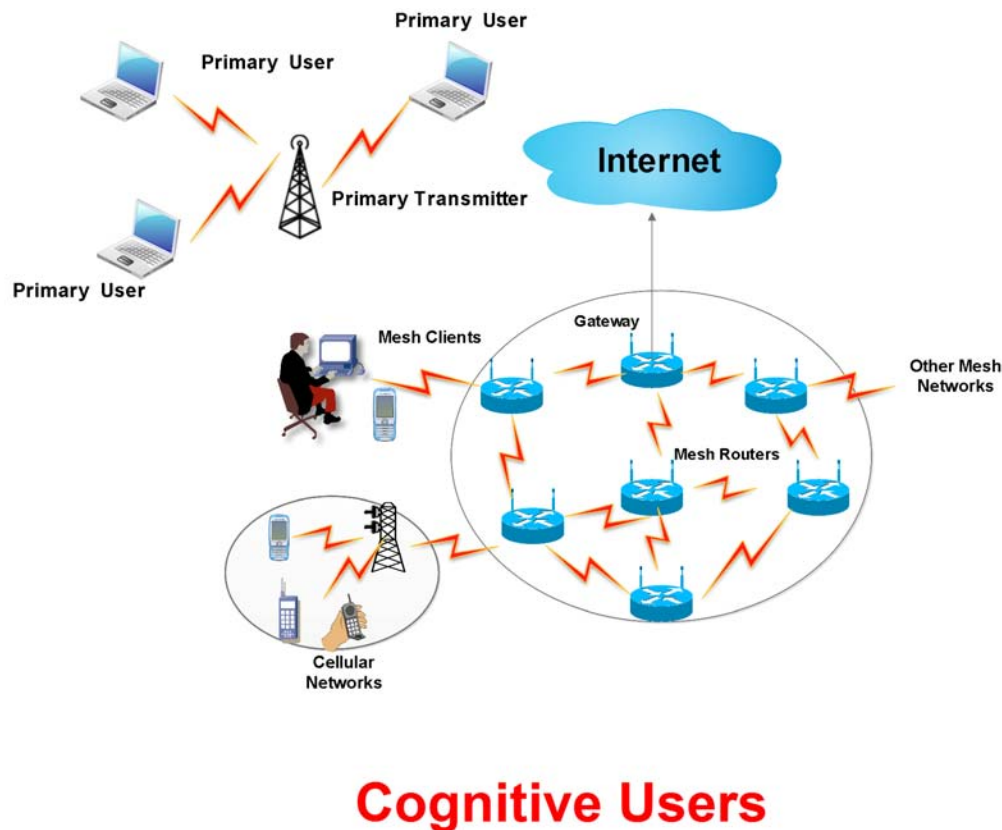 Primary User
Primary User
Internet
Primary Transmitter
Primary User
Gateway
Mesh Clients
Other Mesh
Networks
Mesh Routers
Cellular
Networks
Cognitive Users